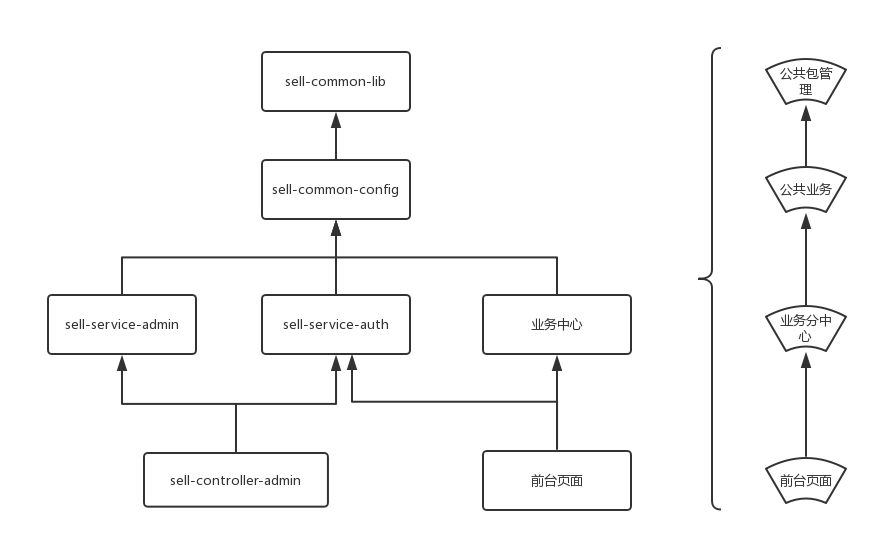 sell-common-lib
sell-common-config
sell-service-admin
sell-service-auth
业务中心
sell-controller-admin
前台页面
公共包管
理
公共业务
业务分中
心
前台页面